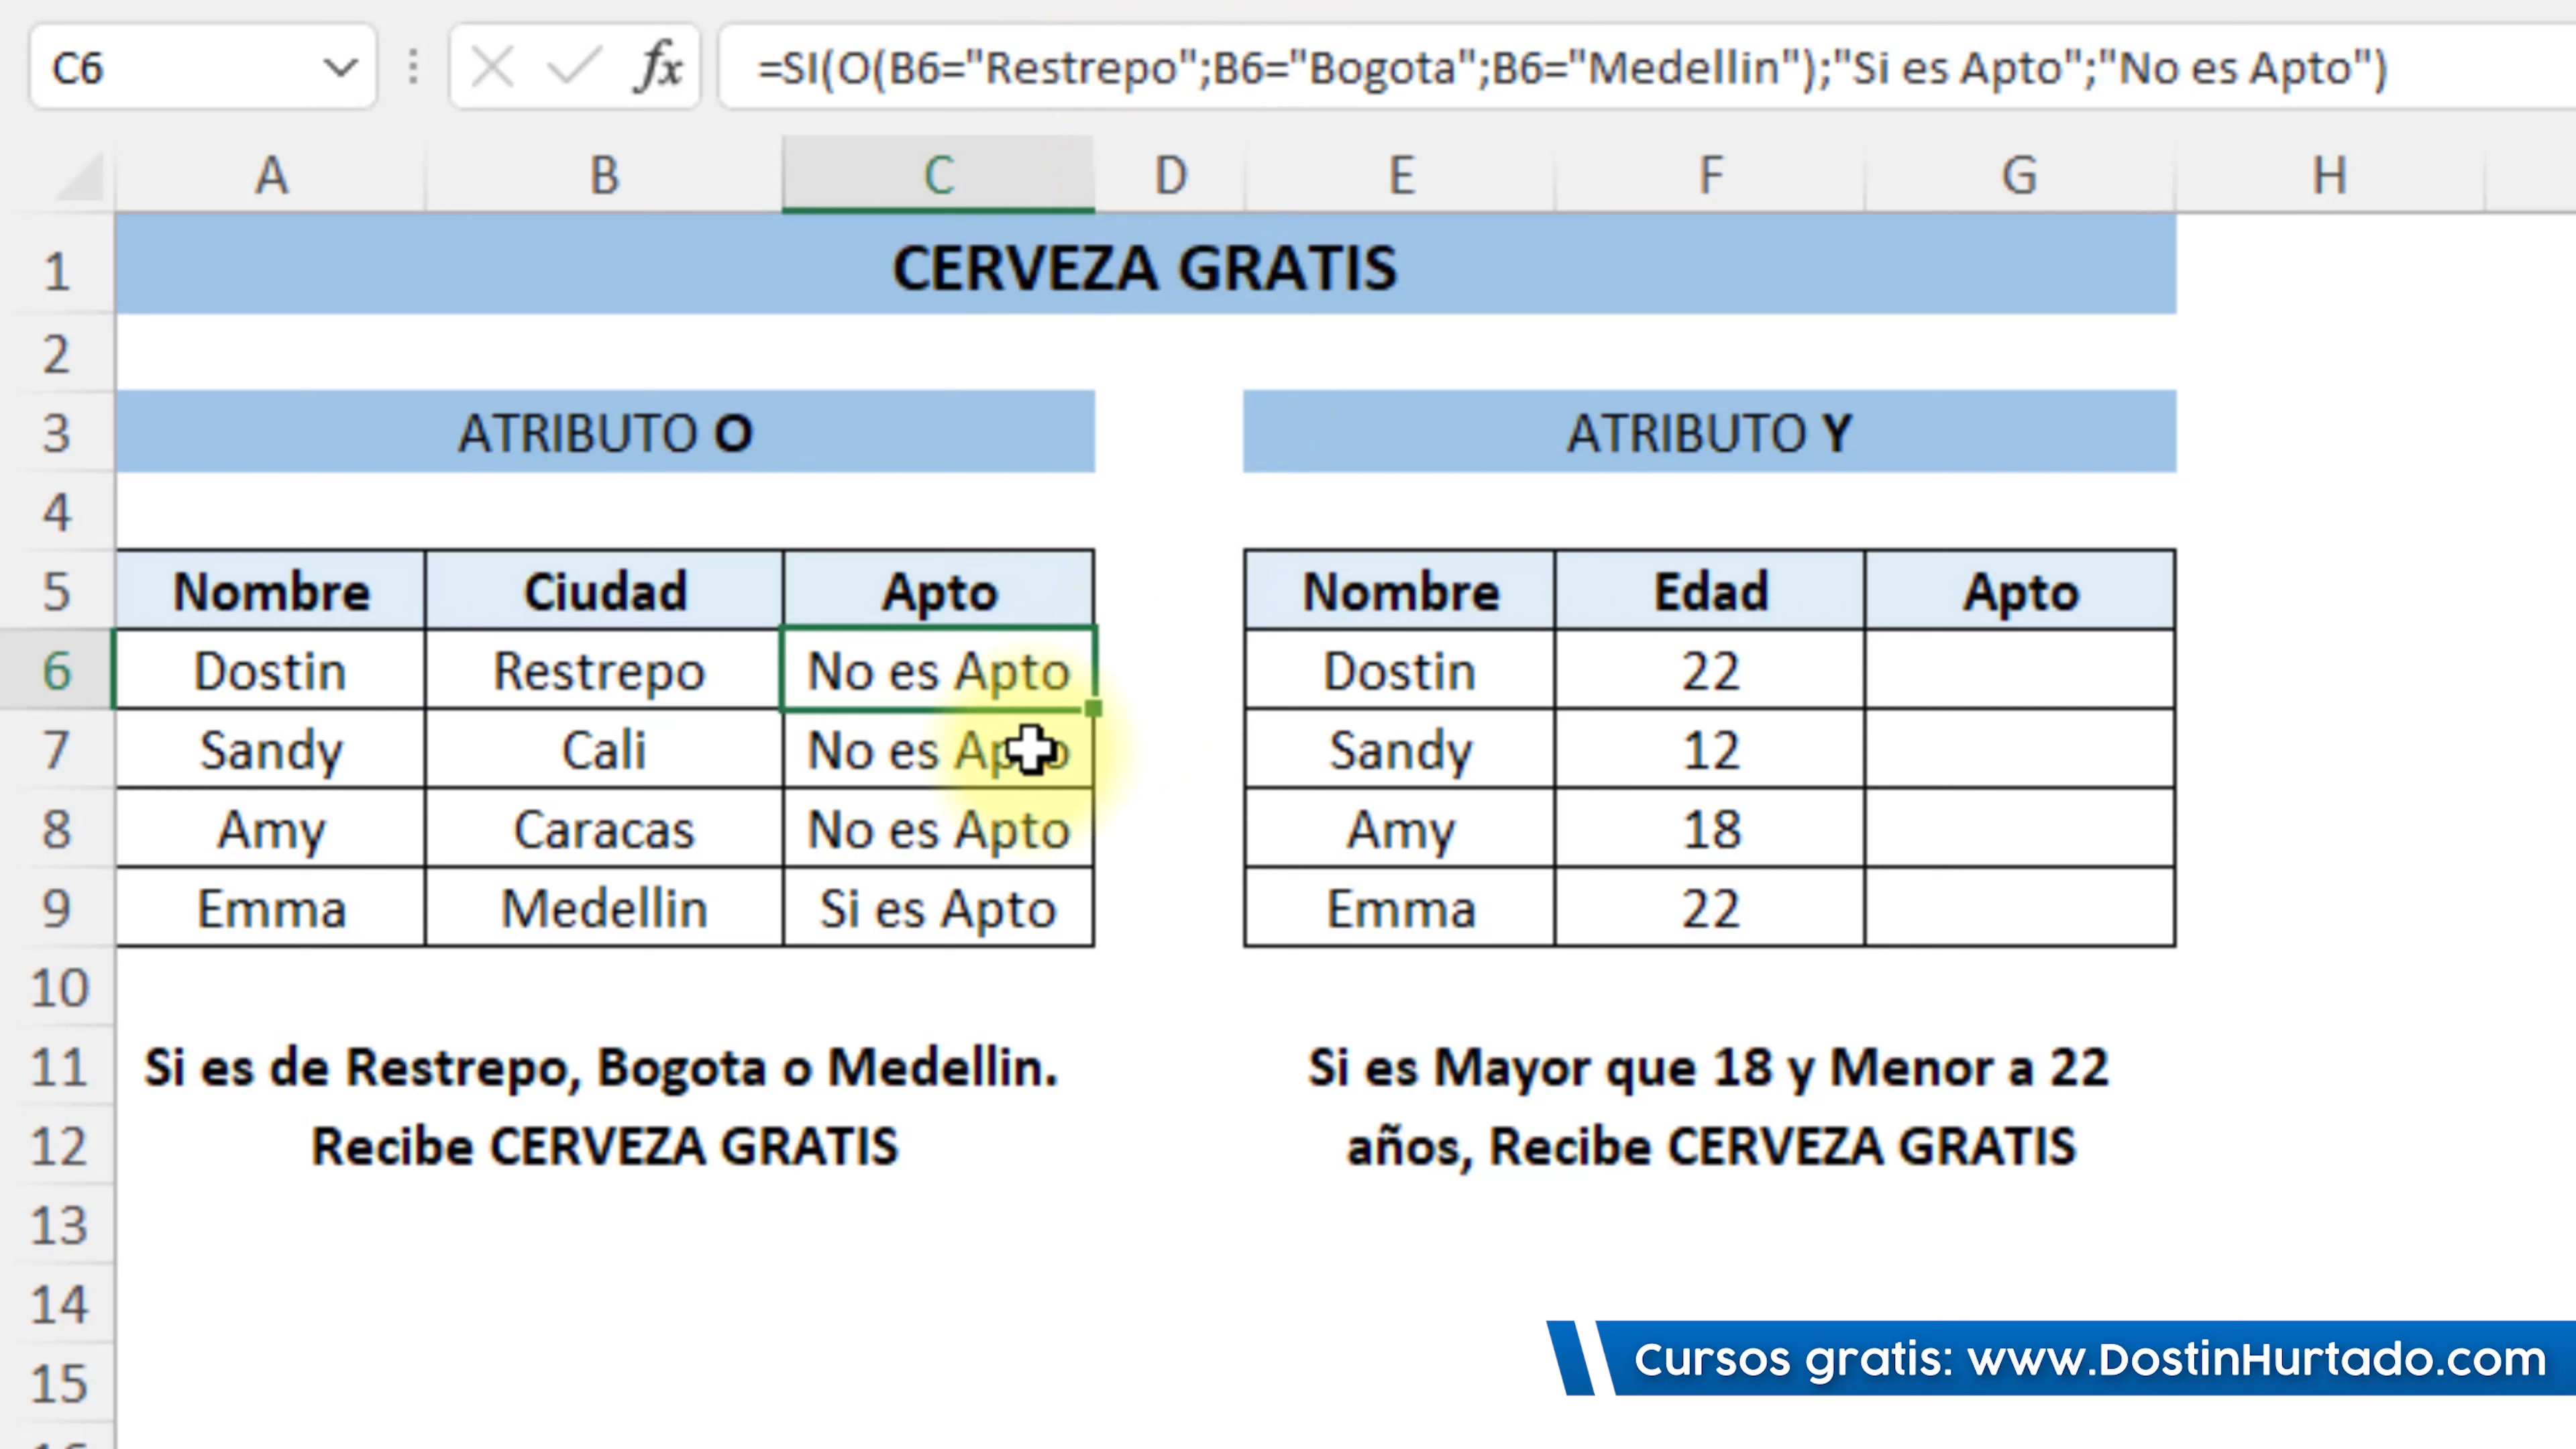 C6
fx
=SI(O(B6="Restrepo";B6="Bogota";B6="Medellin");"Si es Apto";"No es Apto")
A B C D E F G H
1 CERVEZA GRATIS
2
3 ATRIBUTO O ATRIBUTO Y
4
5 Nombre Ciudad Apto Nombre Edad Apto
6 Dostin Restrepo No es Apto Dostin 22
7 Sandy Cali No es Apto Sandy 12
8 Amy Caracas No es Apto Amy 18
9 Emma Medellin Si es Apto Emma 22
10
11 Si es de Restrepo, Bogota o Medellin. Si es Mayor que 18 y Menor a 22
12 Recibe CERVEZA GRATIS años, Recibe CERVEZA GRATIS
13
14
Cursos gratis: www.DostinHurtado.com
15